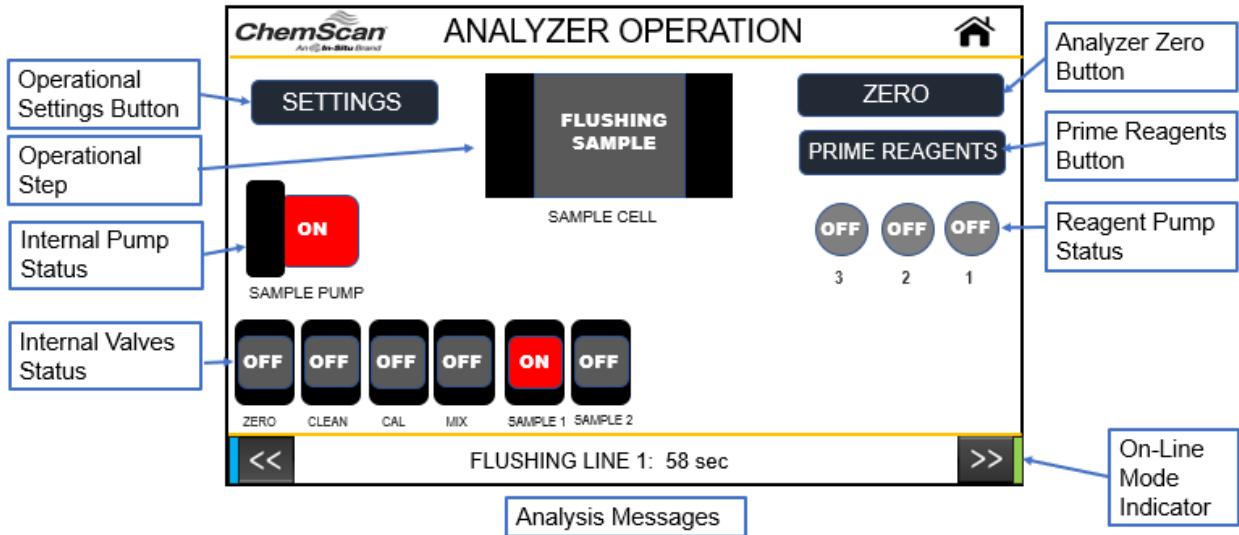 ChemScan
An In-Situ Brand
ANALYZER OPERATION
Operational
Settings Button
SETTINGS
FLUSHING
SAMPLE
ZERO
Analyzer Zero
Button
Operational
Step
PRIME REAGENTS
Prime Reagents
Button
SAMPLE CELL
Internal Pump
Status
ON
SAMPLE PUMP
OFF OFF OFF
3 2 1
Reagent Pump
Status
Internal Valves
Status
OFF OFF OFF OFF ON OFF
ZERO CLEAN CAL MIX SAMPLE 1 SAMPLE 2
<< FLUSHING LINE 1: 58 sec >>
On-Line
Mode
Indicator
Analysis Messages